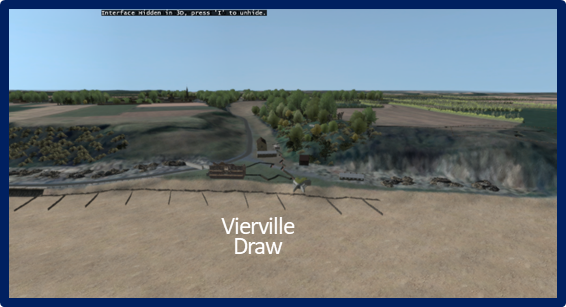 Interface Hidden in 3D, press 'I' to unhide.
Vierville
Draw